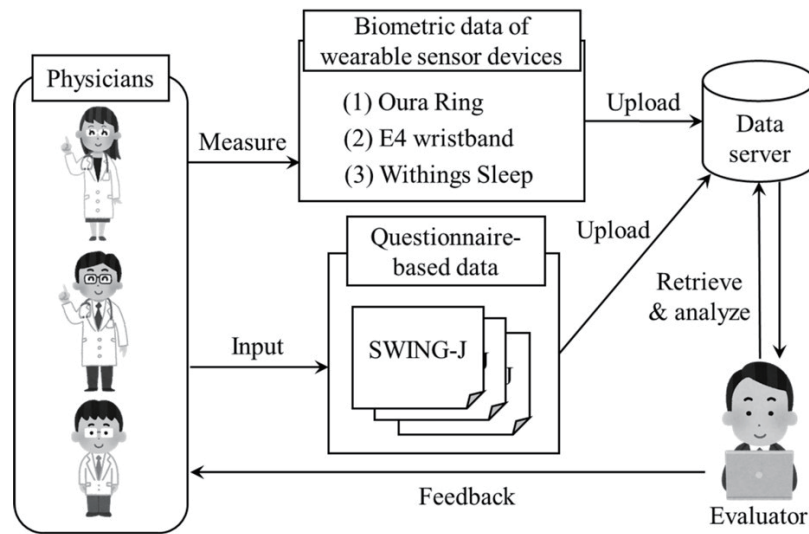 Physicians
Biometric data of
wearable sensor devices
(1) Oura Ring
(2) E4 wristband
(3) Withings Sleep
Measure
Upload
Data
server
Questionnaire-
based data
SWING-J
J
J
Input
Upload
Retrieve
& analyze
Feedback
Evaluator